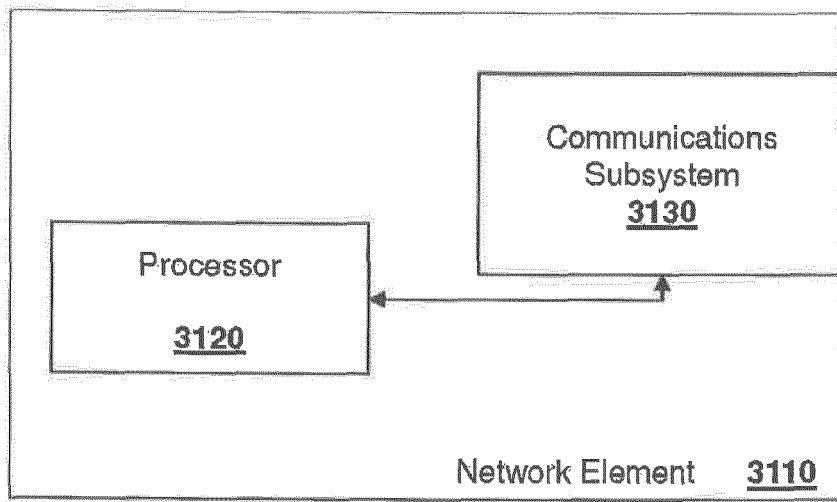 Communications
Subsystem
3130
Processor
3120
Network Element 3110